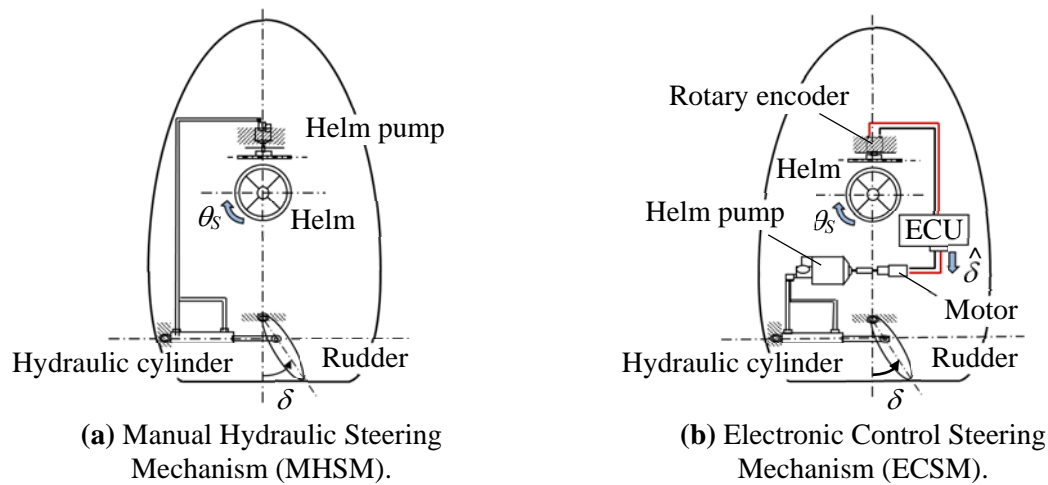 Helm pump
θS
Helm
Hydraulic cylinder
Rudder
δ
(a) Manual Hydraulic Steering
Mechanism (MHSM).
Rotary encoder
Helm
Helm pump
θS
ECU
δ̂
Motor
Hydraulic cylinder
Rudder
δ
(b) Electronic Control Steering
Mechanism (ECSM).